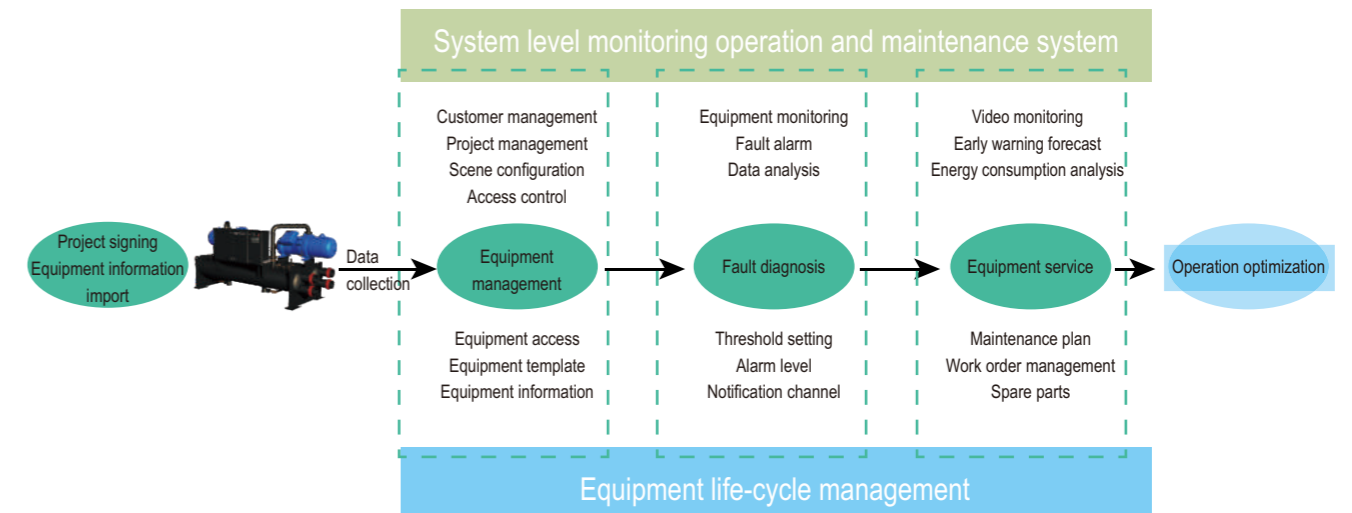 System level monitoring operation and maintenance system
Customer management
Project management
Scene configuration
Access control
Equipment monitoring
Fault alarm
Data analysis
Video monitoring
Early warning forecast
Energy consumption analysis
Project signing
Equipment information
import
Data
collection
Equipment
management
Fault diagnosis
Equipment service
Operation optimization
Equipment access
Equipment template
Equipment information
Threshold setting
Alarm level
Notification channel
Maintenance plan
Work order management
Spare parts
Equipment life-cycle management